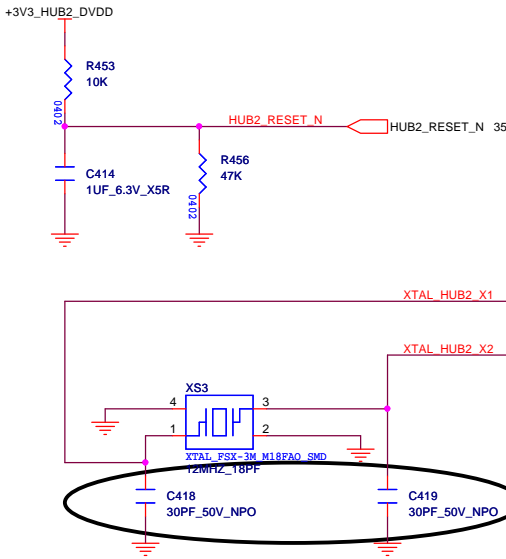 +3V3_HUB2_DVDD
R453
10K
0402
HUB2_RESET_N
HUB2_RESET_N 35
R456
47K
0402
C414
1UF_6.3V_X5R
XTAL_HUB2_X1
XTAL_HUB2_X2
XS3
4
3
1
2
XTAL_FSX-3M_M18FAO_SMD
12MHZ_18PF
C418
30PF_50V_NPO
C419
30PF_50V_NPO